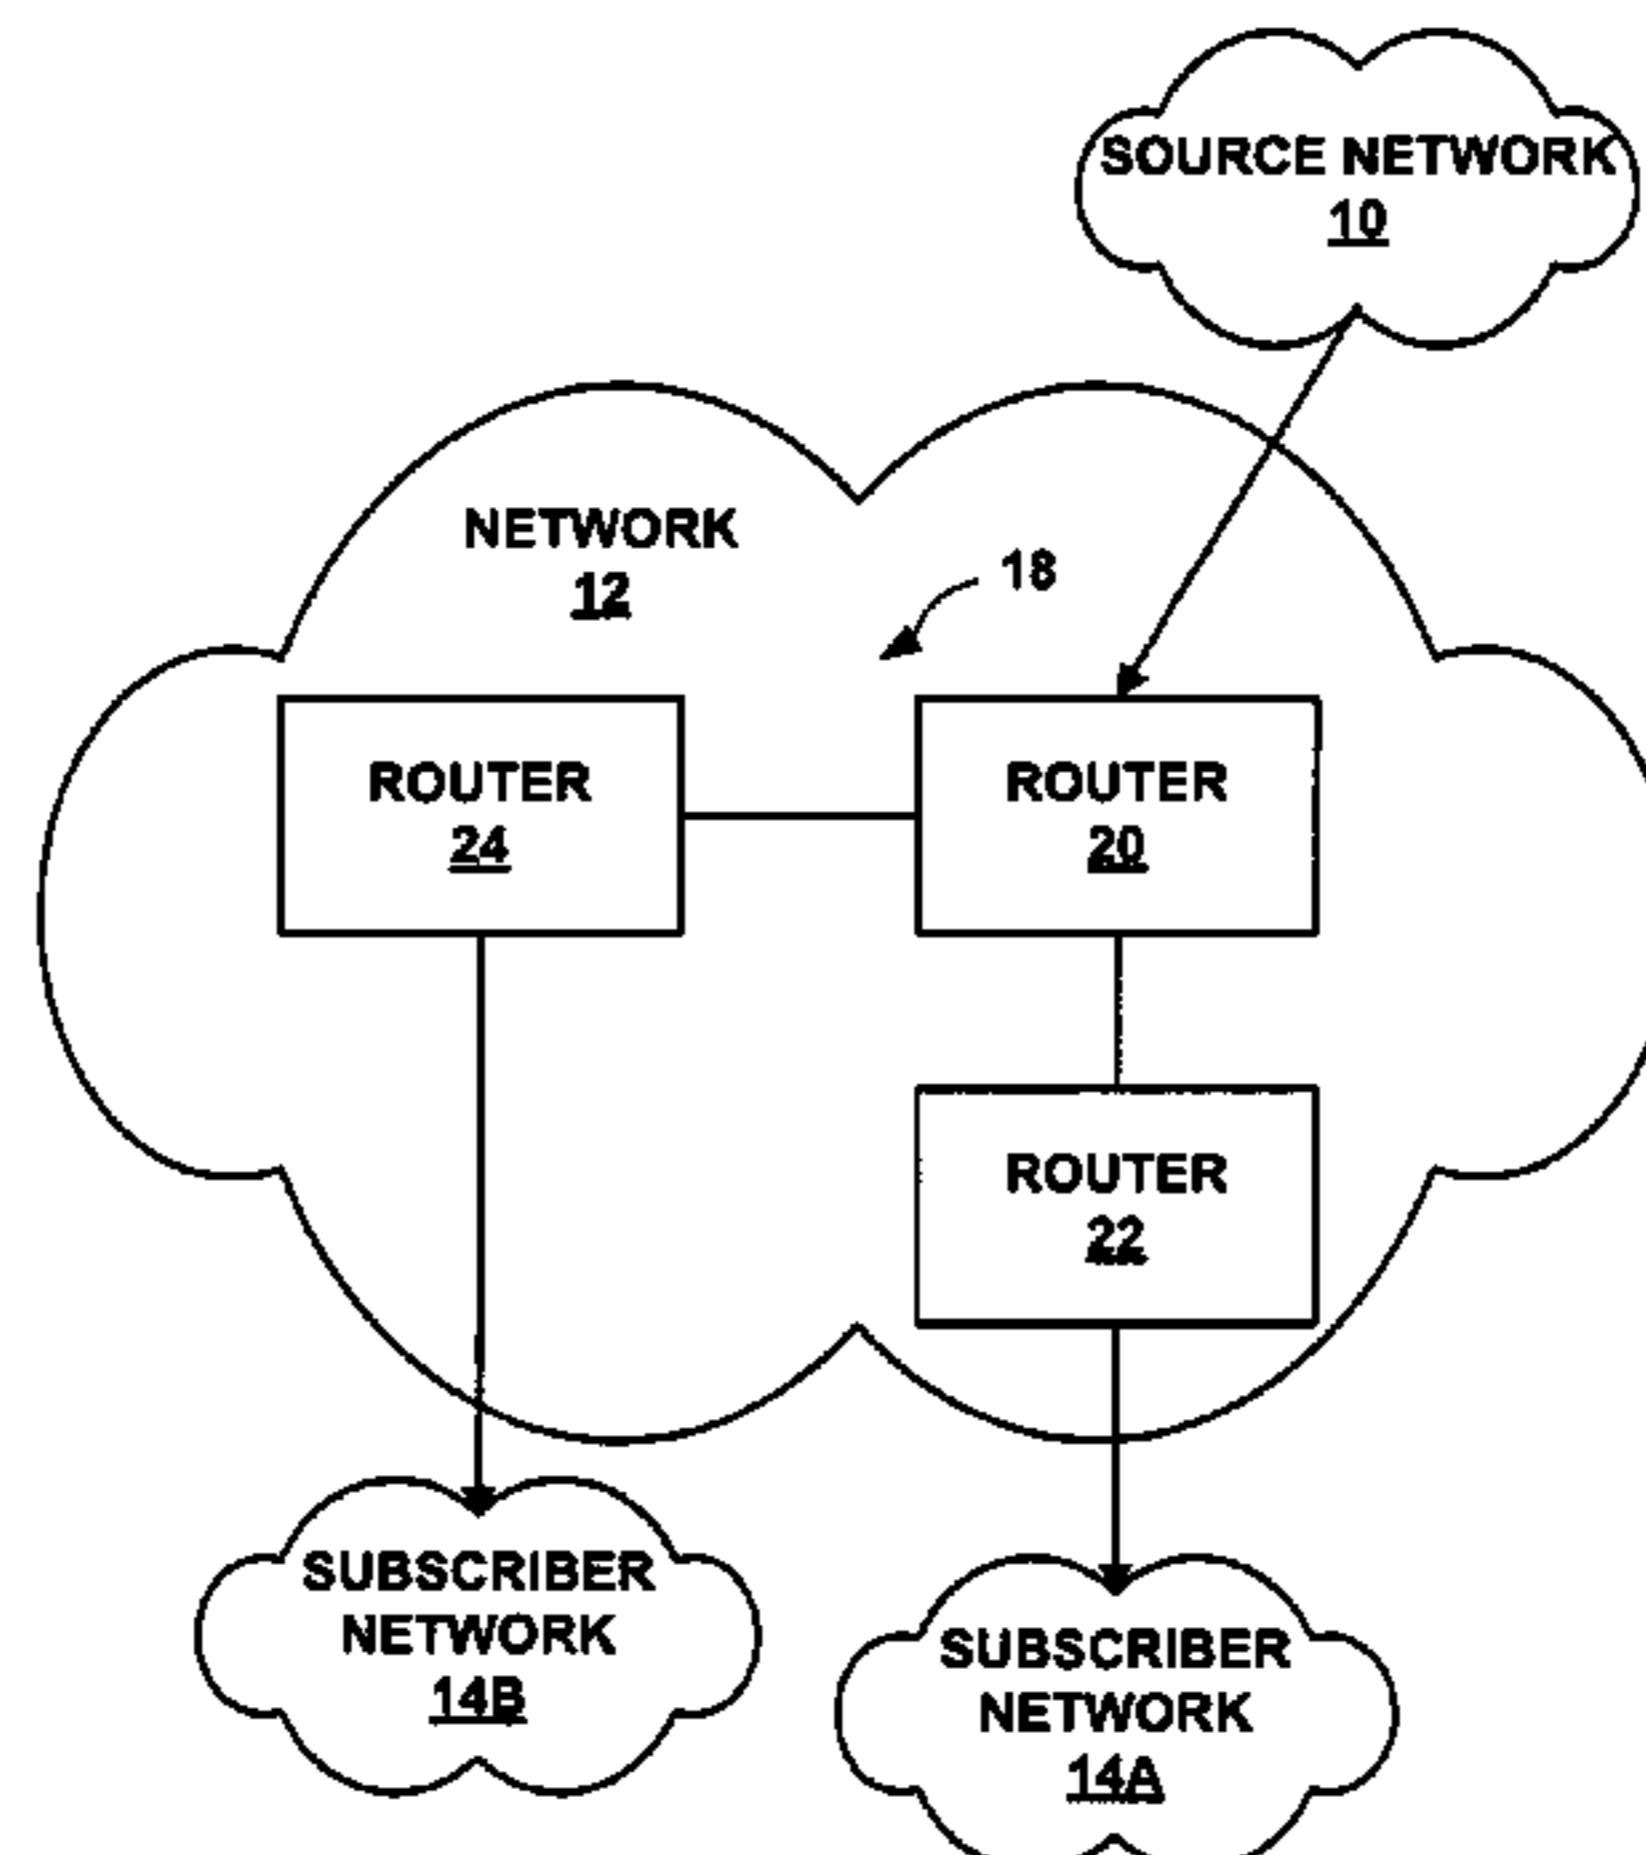 SOURCE NETWORK
10
NETWORK
12
18
ROUTER
24
ROUTER
20
ROUTER
22
SUBSCRIBER
NETWORK
14B
SUBSCRIBER
NETWORK
14A